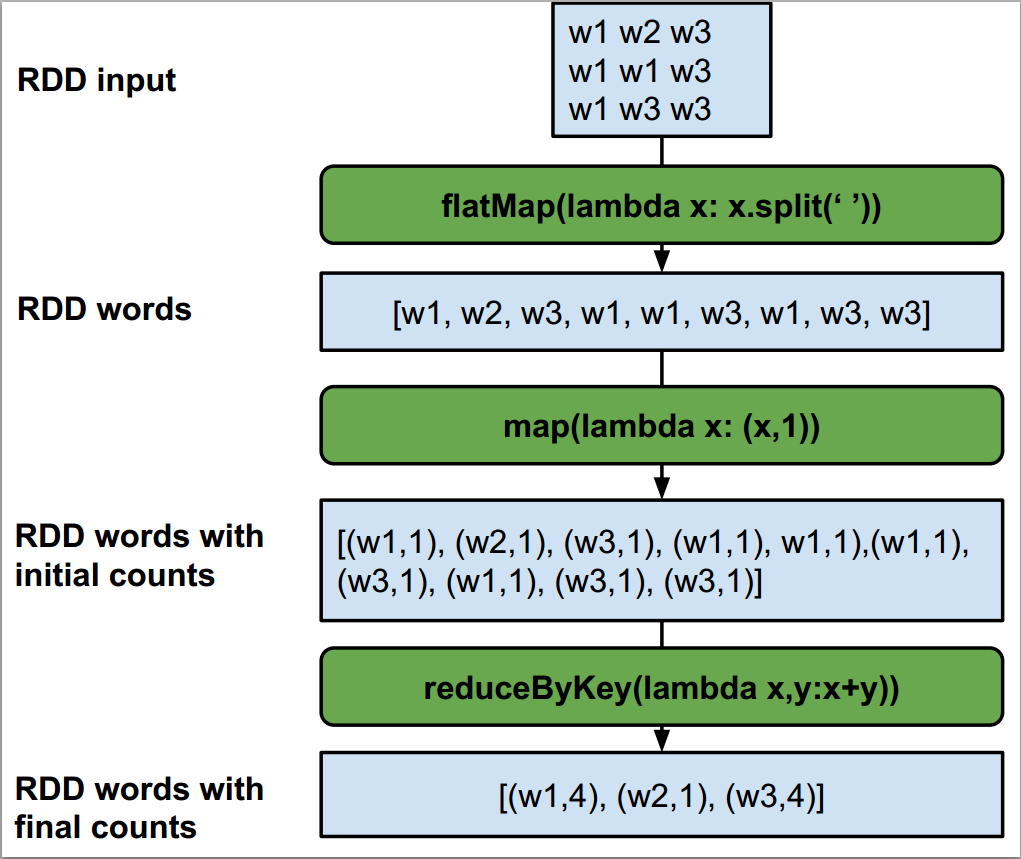 RDD input
w1 w2 w3
w1 w1 w3
w1 w3 w3
flatMap(lambda x: x.split(‘ ’))
RDD words
[w1, w2, w3, w1, w1, w3, w1, w3, w3]
map(lambda x: (x,1))
RDD words with
initial counts
[(w1,1), (w2,1), (w3,1), (w1,1), w1,1),(w1,1),
(w3,1), (w1,1), (w3,1), (w3,1)]
reduceByKey(lambda x,y:x+y))
RDD words with
final counts
[(w1,4), (w2,1), (w3,4)]